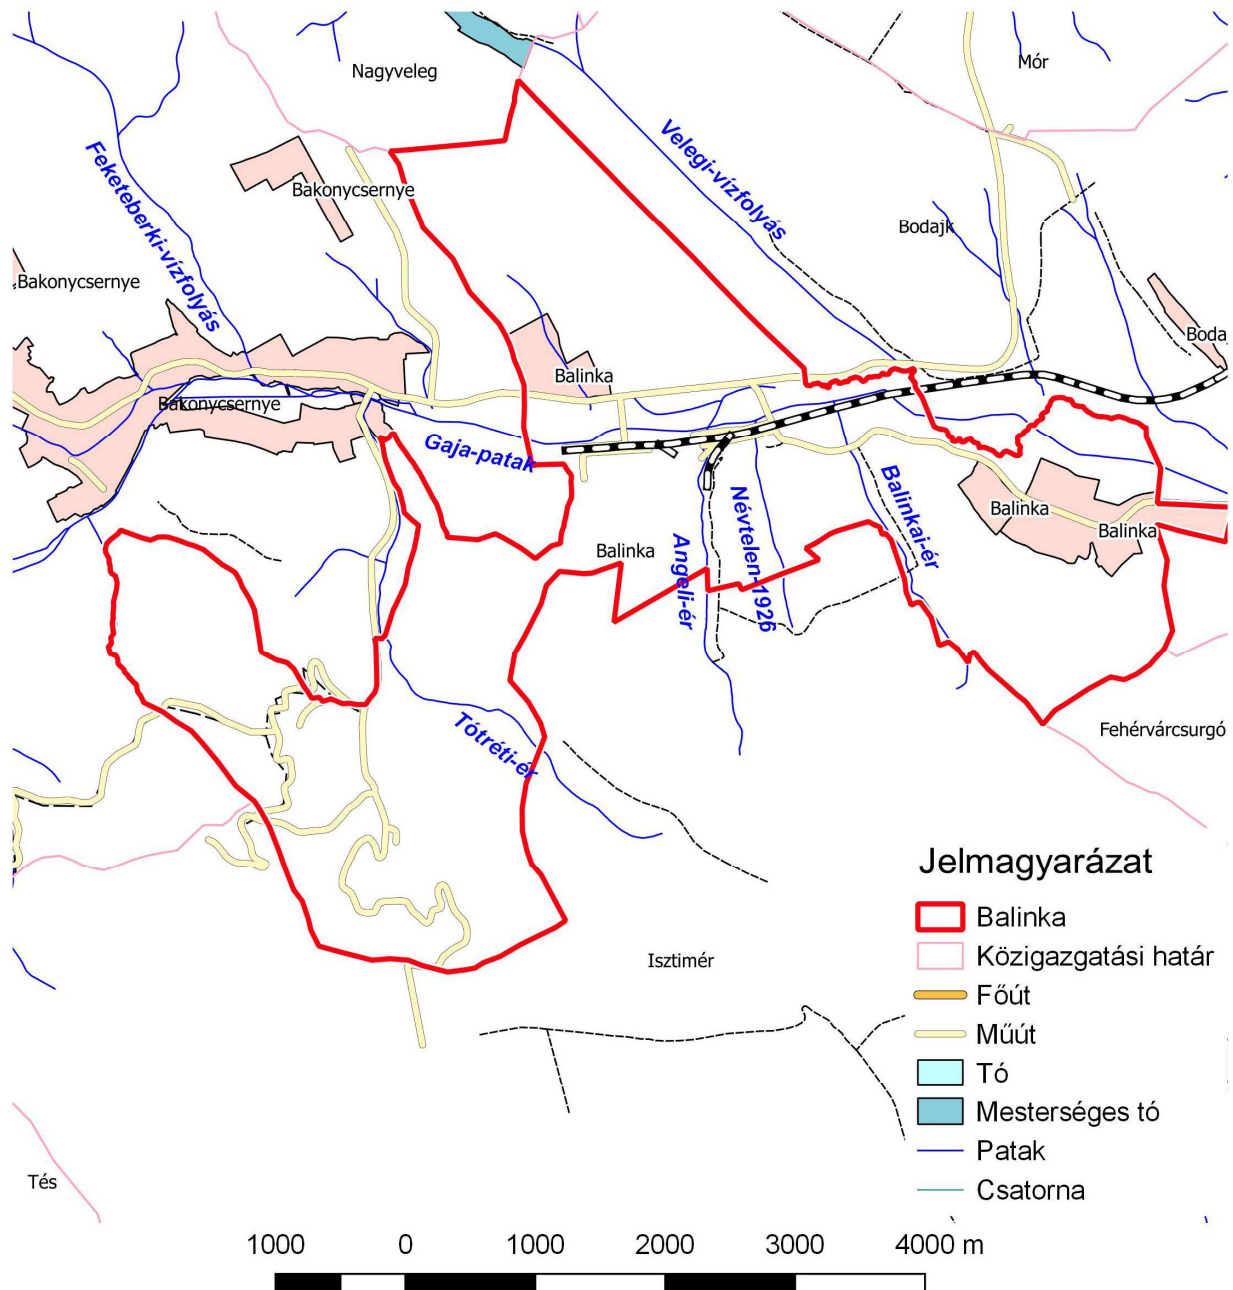 Nagyveleg
Mór
Velegi-vízfolyás
Feketeberki-vízfolyás
Bakonycsernye
Bodajk
Bakonycsernye
Boda
Balinka
Bakonycsernye
Gaja-patak
Balinka
Balinka
Balinka
Balinkai-ér
Névtelen-1926
Angeli-ér
Tótréti-ér
Fehérvárcsurgó
Isztimér
Tés
Jelmagyarázat
Balinka
Közigazgatási határ
Főút
Műút
Tó
Mesterséges tó
Patak
Csatorna
1000 0 1000 2000 3000 4000 m